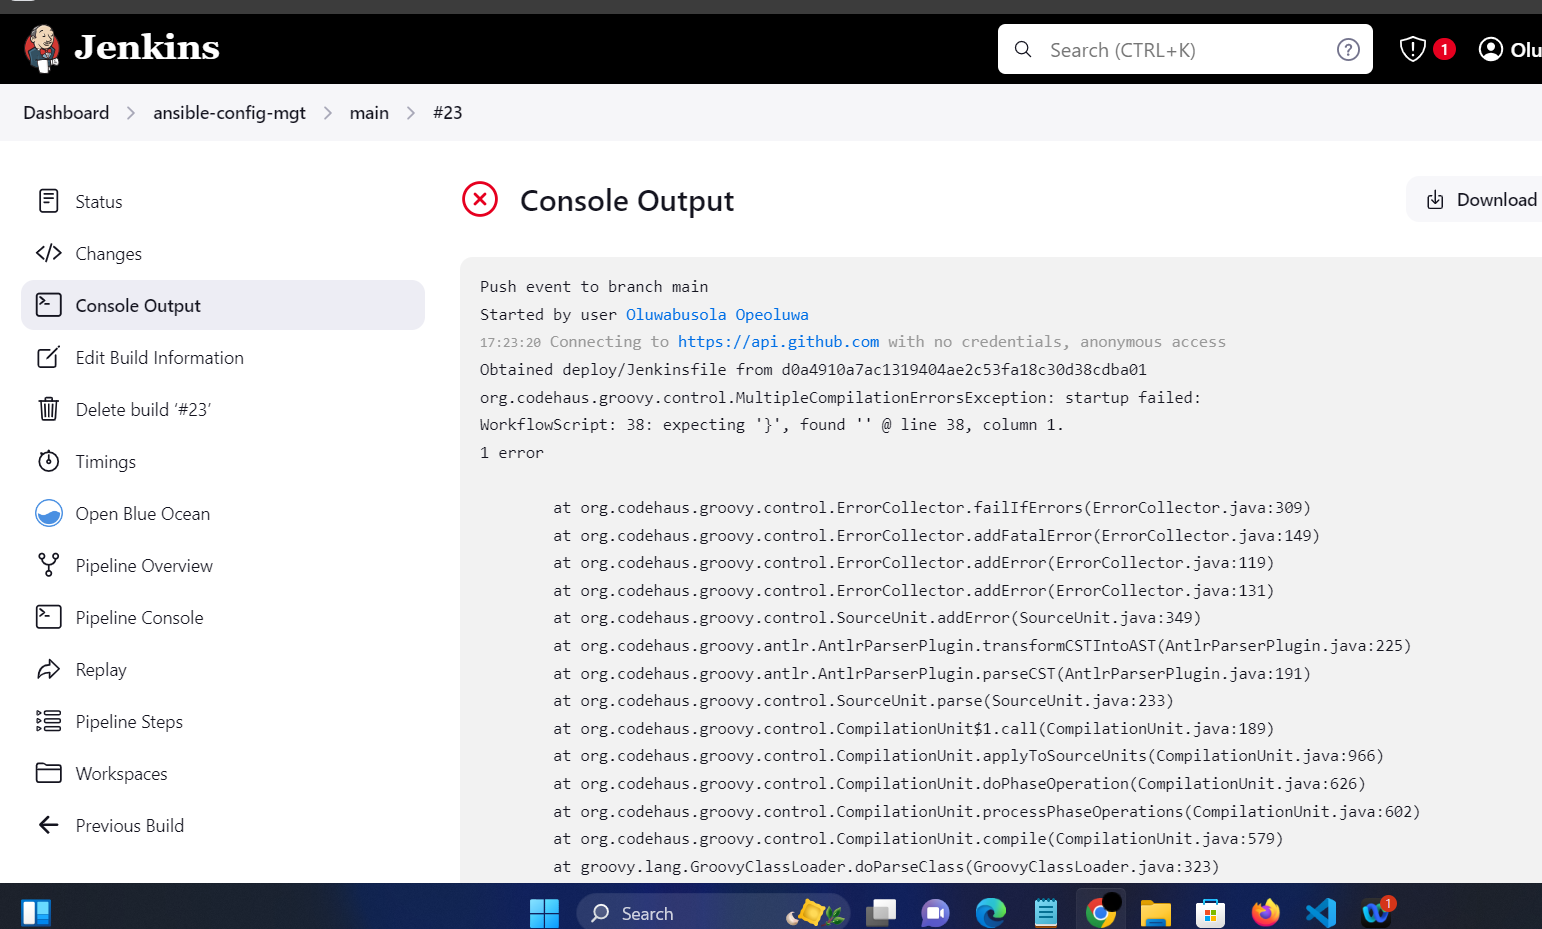 Jenkins
Search (CTRL+K)
1
Olu
Dashboard
ansible-config-mgt
main
#23
Status
Changes
Console Output
Edit Build Information
Delete build ‘#23’
Timings
Open Blue Ocean
Pipeline Overview
Pipeline Console
Replay
Pipeline Steps
Workspaces
Previous Build
Console Output
Download
Push event to branch main
Started by user Oluwabusola Opeoluwa
17:23:20 Connecting to https://api.github.com with no credentials, anonymous access
Obtained deploy/Jenkinsfile from d0a4910a7ac1319404ae2c53fa18c30d38cdba01
org.codehaus.groovy.control.MultipleCompilationErrorsException: startup failed:
WorkflowScript: 38: expecting '}', found '' @ line 38, column 1.
1 error
at org.codehaus.groovy.control.ErrorCollector.failIfErrors(ErrorCollector.java:309)
at org.codehaus.groovy.control.ErrorCollector.addFatalError(ErrorCollector.java:149)
at org.codehaus.groovy.control.ErrorCollector.addError(ErrorCollector.java:119)
at org.codehaus.groovy.control.ErrorCollector.addError(ErrorCollector.java:131)
at org.codehaus.groovy.control.SourceUnit.addError(SourceUnit.java:349)
at org.codehaus.groovy.antlr.AntlrParserPlugin.transformCSTIntoAST(AntlrParserPlugin.java:225)
at org.codehaus.groovy.antlr.AntlrParserPlugin.parseCST(AntlrParserPlugin.java:191)
at org.codehaus.groovy.control.SourceUnit.parse(SourceUnit.java:233)
at org.codehaus.groovy.control.CompilationUnit$1.call(CompilationUnit.java:189)
at org.codehaus.groovy.control.CompilationUnit.applyToSourceUnits(CompilationUnit.java:966)
at org.codehaus.groovy.control.CompilationUnit.doPhaseOperation(CompilationUnit.java:626)
at org.codehaus.groovy.control.CompilationUnit.processPhaseOperations(CompilationUnit.java:602)
at org.codehaus.groovy.control.CompilationUnit.compile(CompilationUnit.java:579)
at groovy.lang.GroovyClassLoader.doParseClass(GroovyClassLoader.java:323)
Search
1